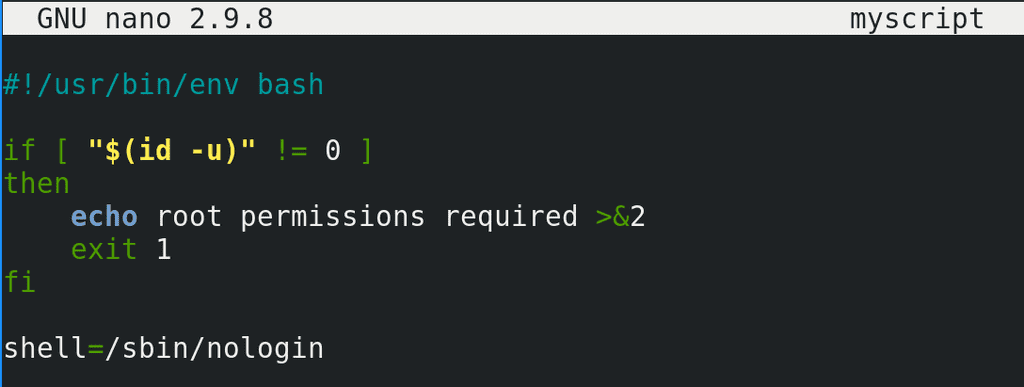 GNU nano 2.9.8 myscript
#!/usr/bin/env bash
if [ "$(id -u)" != 0 ]
then
    echo root permissions required >&2
    exit 1
fi
shell=/sbin/nologin